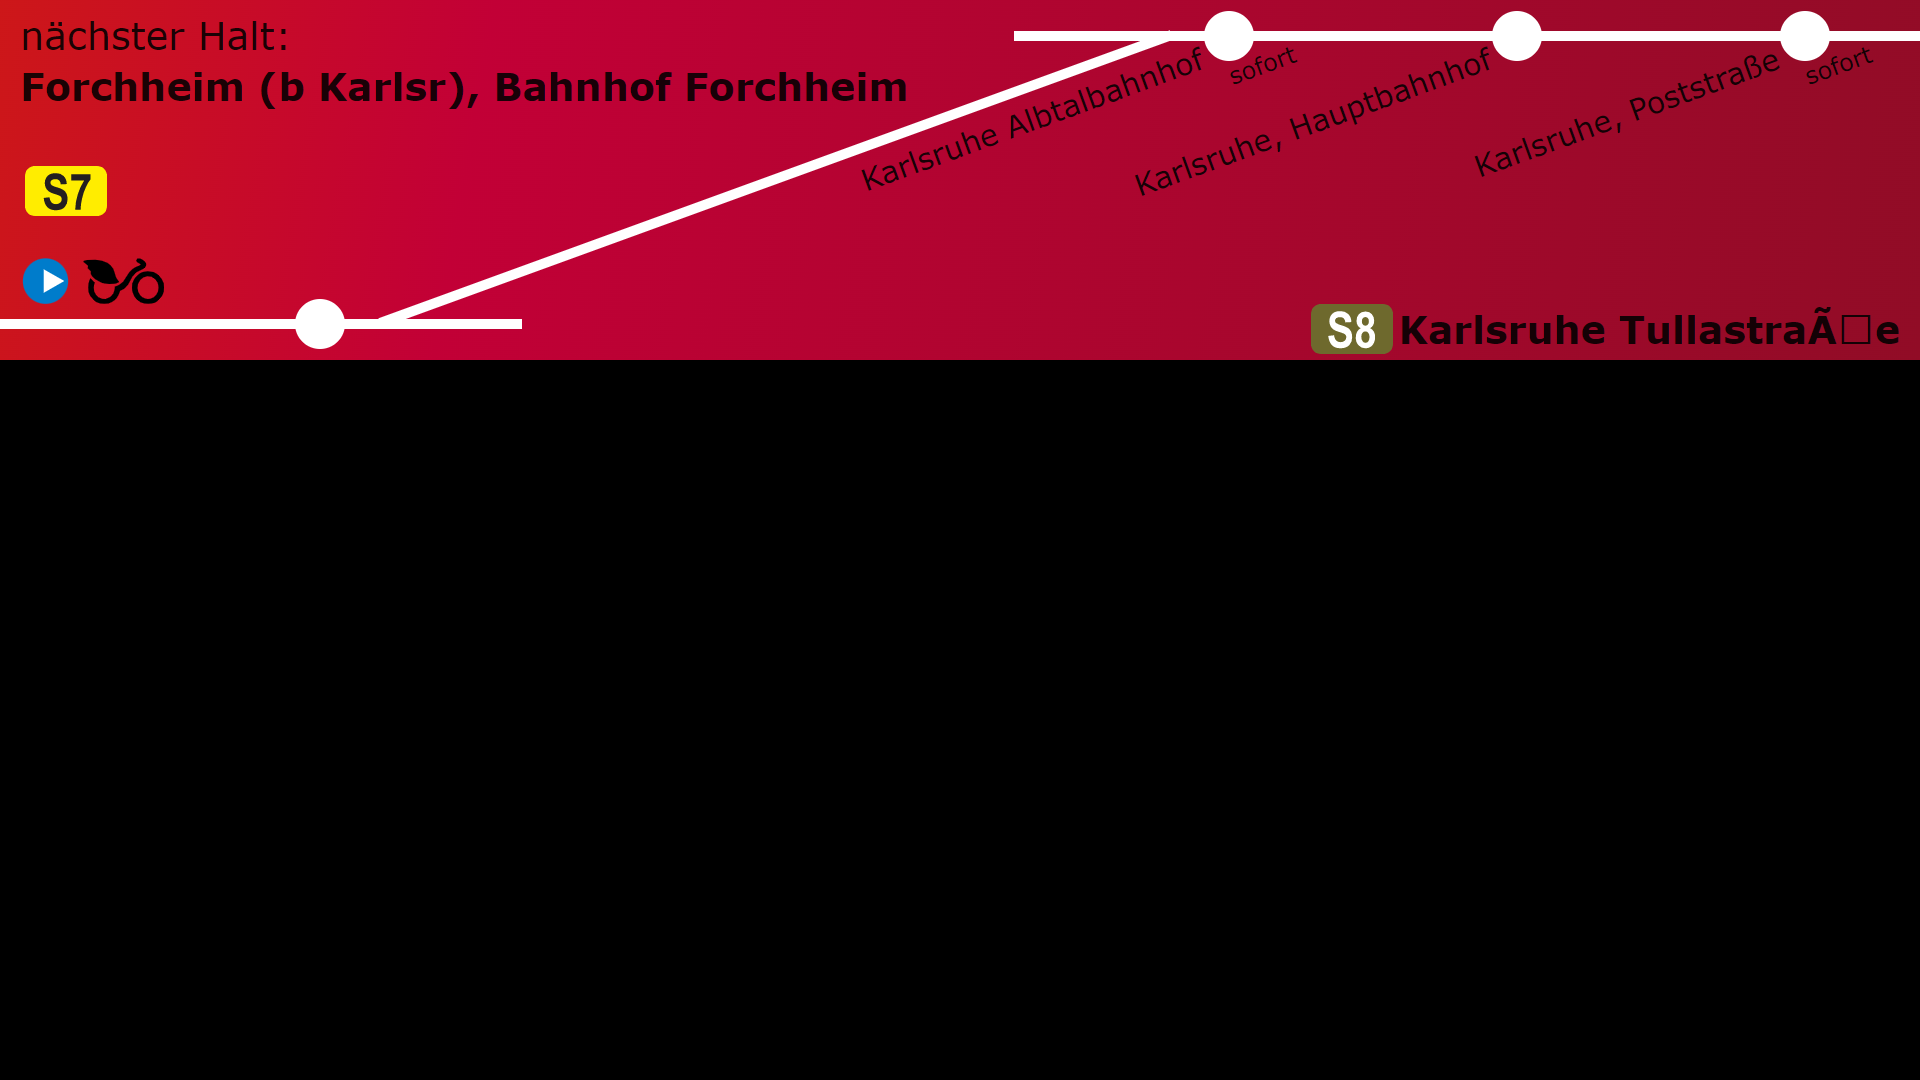 nächster Halt:
Forchheim (b Karlsr), Bahnhof Forchheim
S7
Karlsruhe Albtalbahnhof
sofort
Karlsruhe, Hauptbahnhof
Karlsruhe, Poststraße
sofort
S8 Karlsruhe TullastraÃ□e